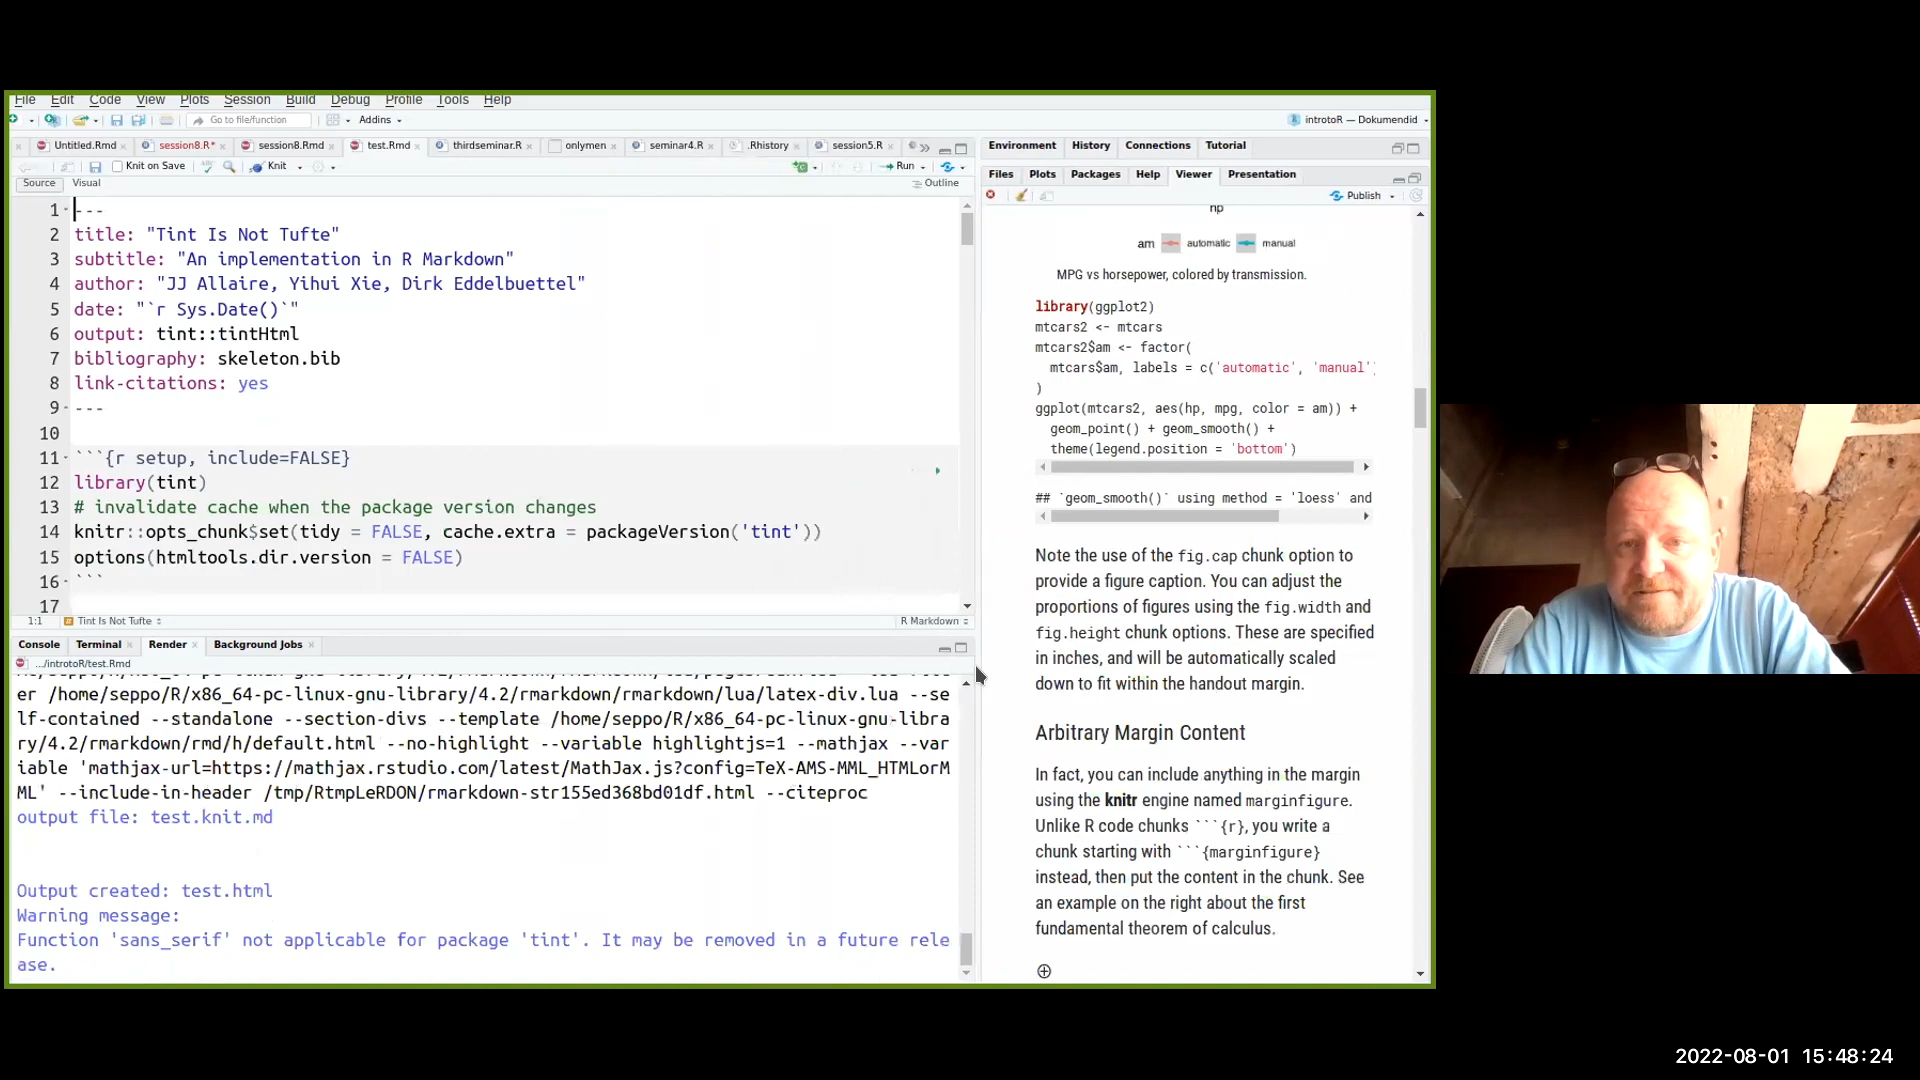 File Edit Code View Plots Session Build Debug Profile Tools Help
Go to file/function Addins introtoR — Dokumendid
Untitled.Rmd session8.R* session8.Rmd test.Rmd thirdseminar.R onlymen seminar4.R .Rhistory session5.R
Knit on Save Knit Run
Source Visual Outline
1 ---
2 title: "Tint Is Not Tufte"
3 subtitle: "An implementation in R Markdown"
4 author: "JJ Allaire, Yihui Xie, Dirk Eddelbuettel"
5 date: "`r Sys.Date()`"
6 output: tint::tintHtml
7 bibliography: skeleton.bib
8 link-citations: yes
9 ---
10
11 ```{r setup, include=FALSE}
12 library(tint)
13 # invalidate cache when the package version changes
14 knitr::opts_chunk$set(tidy = FALSE, cache.extra = packageVersion('tint'))
15 options(htmltools.dir.version = FALSE)
16 ```
17
1:1 Tint Is Not Tufte R Markdown
Console Terminal Render Background Jobs
.../introtoR/test.Rmd
er /home/seppo/R/x86_64-pc-linux-gnu-library/4.2/rmarkdown/rmarkdown/lua/latex-div.lua --se
lf-contained --standalone --section-divs --template /home/seppo/R/x86_64-pc-linux-gnu-libra
ry/4.2/rmarkdown/rmd/h/default.html --no-highlight --variable highlightjs=1 --mathjax --var
iable 'mathjax-url=https://mathjax.rstudio.com/latest/MathJax.js?config=TeX-AMS-MML_HTMLorM
ML' --include-in-header /tmp/RtmpLeRDON/rmarkdown-str155ed368bd01df.html --citeproc
output file: test.knit.md
Output created: test.html
Warning message:
Function 'sans_serif' not applicable for package 'tint'. It may be removed in a future rele
ase.
Environment History Connections Tutorial
Files Plots Packages Help Viewer Presentation
Publish
hp
am automatic manual
MPG vs horsepower, colored by transmission.
library(ggplot2)
mtcars2 <- mtcars
mtcars2$am <- factor(
mtcars$am, labels = c('automatic', 'manual')
)
ggplot(mtcars2, aes(hp, mpg, color = am)) +
geom_point() + geom_smooth() +
theme(legend.position = 'bottom')
## `geom_smooth()` using method = 'loess' and
Note the use of the fig.cap chunk option to
provide a figure caption. You can adjust the
proportions of figures using the fig.width and
fig.height chunk options. These are specified
in inches, and will be automatically scaled
down to fit within the handout margin.
Arbitrary Margin Content
In fact, you can include anything in the margin
using the knitr engine named marginfigure.
Unlike R code chunks ```{r}, you write a
chunk starting with ```{marginfigure}
instead, then put the content in the chunk. See
an example on the right about the first
fundamental theorem of calculus.
2022-08-01 15:48:24